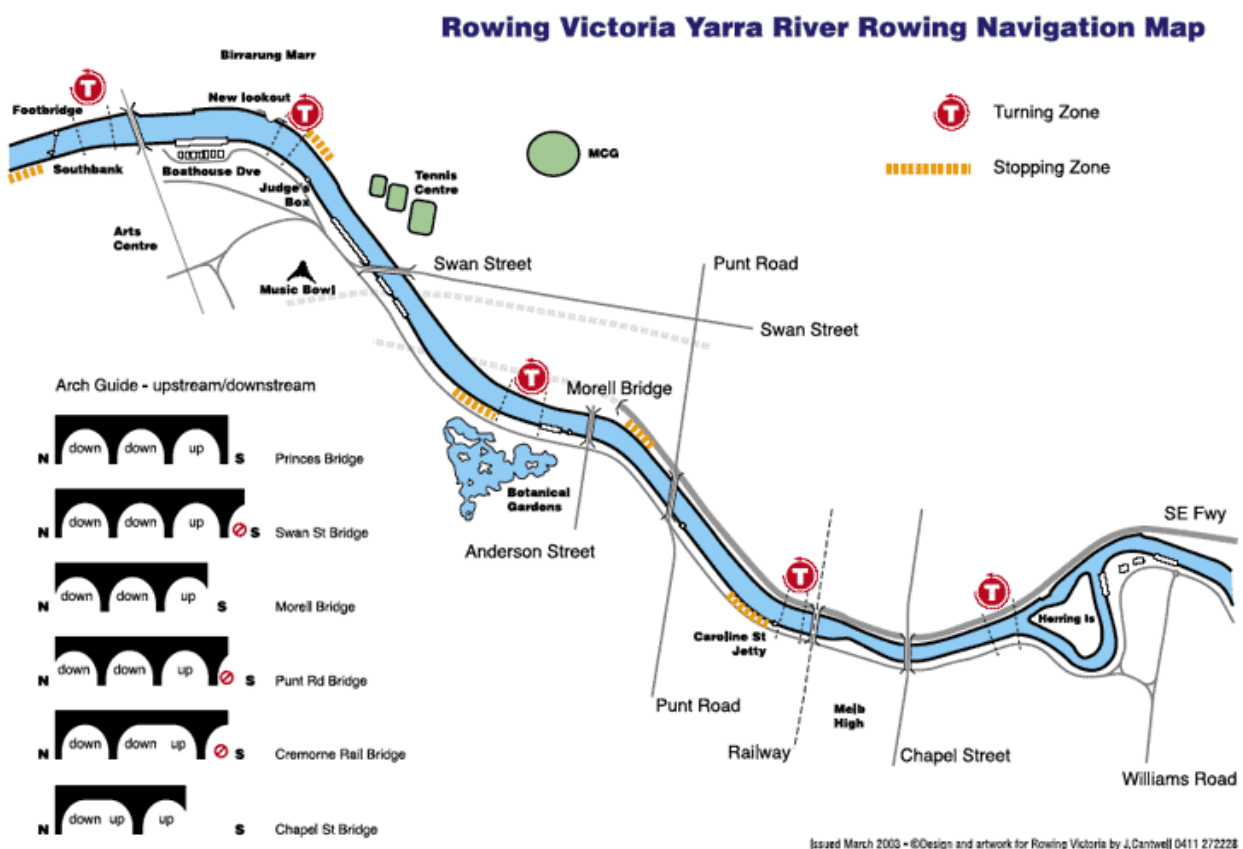 Rowing Victoria Yarra River Rowing Navigation Map
Birrarung Marr
Footbridge
T
New lookout
T
T
Turning Zone
Southbank
Boathouse Dve
MCG
Stopping Zone
Judge's
Box
Tennis
Centre
Arts
Centre
Swan Street
Punt Road
Music Bowl
Swan Street
T
Morell Bridge
Arch Guide - upstream/downstream
down down up
N S Princes Bridge
Botanical
Gardens
SE Fwy
down down up
N S Swan St Bridge
Anderson Street
T
T
down down up
N S Morell Bridge
Herring Is
Caroline St
Jetty
down down up
N S Punt Rd Bridge
Punt Road
Melb
High
down down up
N S Cremorne Rail Bridge
Railway
Chapel Street
Williams Road
down up up
N S Chapel St Bridge
Issued March 2003 - ©Design and artwork for Rowing Victoria by J.Cantwell 0411 272228